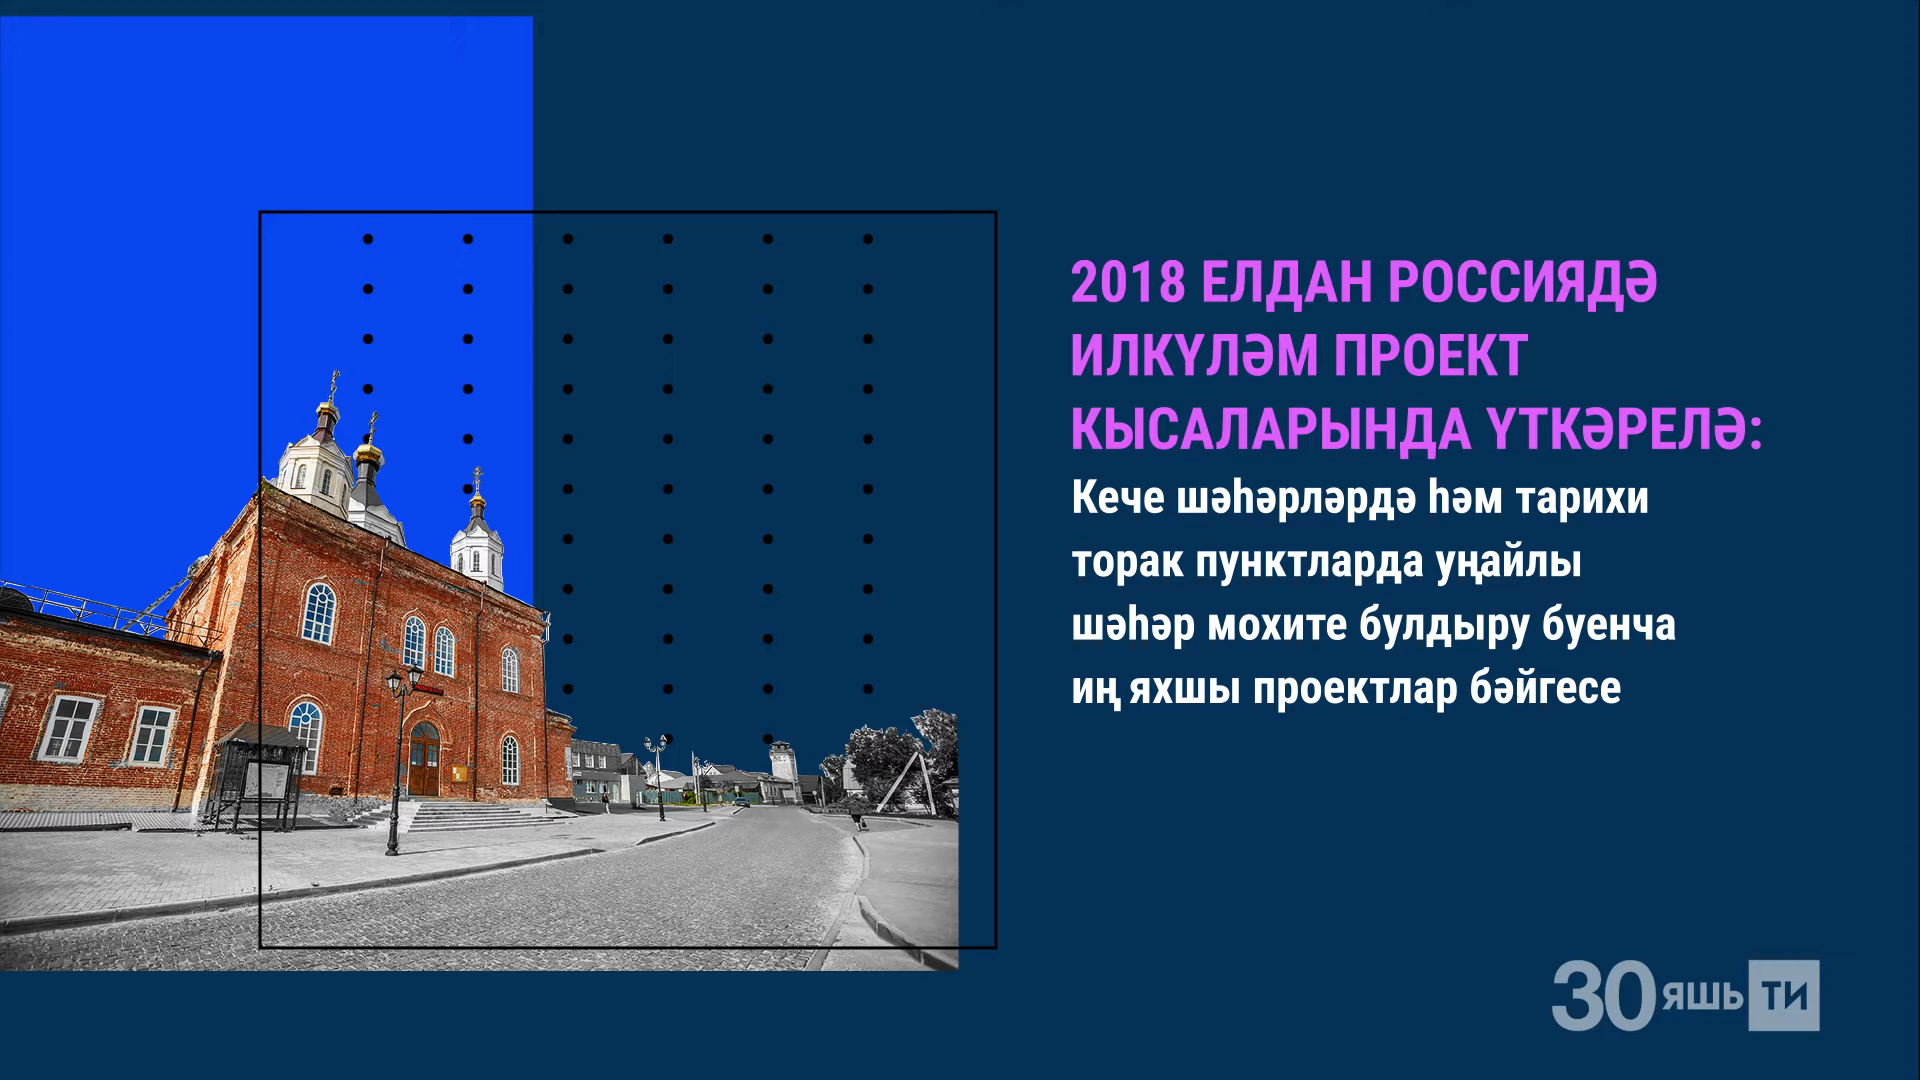 2018 ЕЛДАН РОССИЯДӘ
ИЛКҮЛӘМ ПРОЕКТ
КЫСАЛАРЫНДА ҮТКӘРЕЛӘ:
Кече шәһәрләрдә һәм тарихи
торак пунктларда уңайлы
шәһәр мохите булдыру буенча
иң яхшы проектлар бәйгесе
30 яшь ТИ